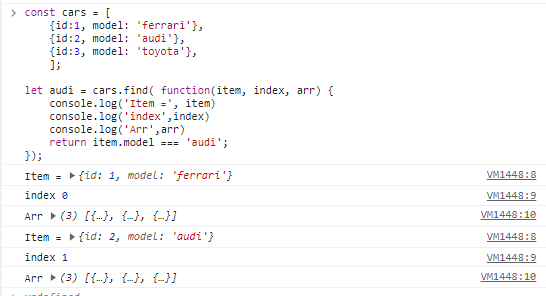 > const cars = [
{id:1, model: 'ferrari'},
{id:2, model: 'audi'},
{id:3, model: 'toyota'},
];
let audi = cars.find( function(item, index, arr) {
console.log('Item =', item)
console.log('index',index)
console.log('Arr',arr)
return item.model === 'audi';
});
Item = ▶{id: 1, model: 'ferrari'} VM1448:8
index 0 VM1448:9
Arr ▶(3) [{…}, {…}, {…}] VM1448:10
Item = ▶{id: 2, model: 'audi'} VM1448:8
index 1 VM1448:9
Arr ▶(3) [{…}, {…}, {…}] VM1448:10